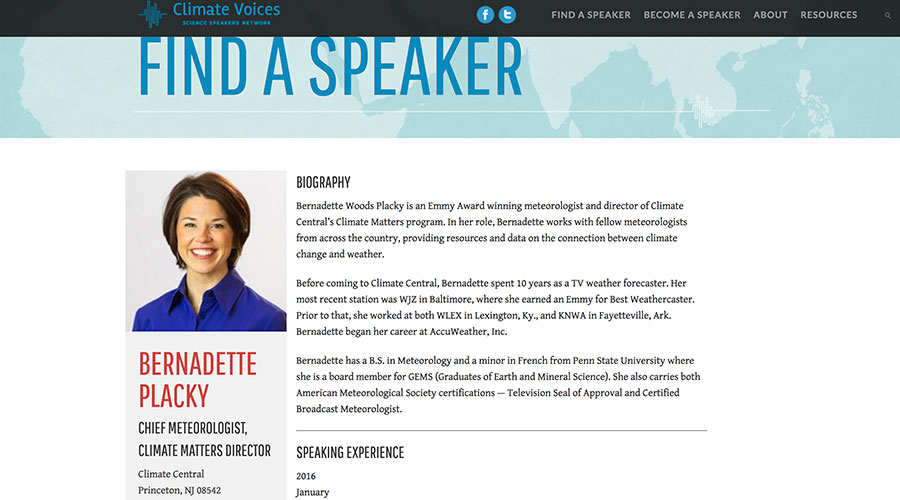 Climate Voices
SCIENCE SPEAKERS NETWORK
FIND A SPEAKER
BECOME A SPEAKER
ABOUT
RESOURCES
FIND A SPEAKER
BIOGRAPHY
Bernadette Woods Placky is an Emmy Award winning meteorologist and director of Climate
Central's Climate Matters program. In her role, Bernadette works with fellow meteorologists
from across the country, providing resources and data on the connection between climate
change and weather.
Before coming to Climate Central, Bernadette spent 10 years as a TV weather forecaster. Her
most recent station was WJZ in Baltimore, where she earned an Emmy for Best Weathercaster.
Prior to that, she worked at both WLEX in Lexington, Ky., and KNWA in Fayetteville, Ark.
Bernadette began her career at AccuWeather, Inc.
Bernadette has a B.S. in Meteorology and a minor in French from Penn State University where
she is a board member for GEMS (Graduates of Earth and Mineral Science). She also carries both
American Meteorological Society certifications — Television Seal of Approval and Certified
Broadcast Meteorologist.
SPEAKING EXPERIENCE
2016
January
BERNADETTE
PLACKY
CHIEF METEOROLOGIST,
CLIMATE MATTERS DIRECTOR
Climate Central
Princeton, NJ 08542